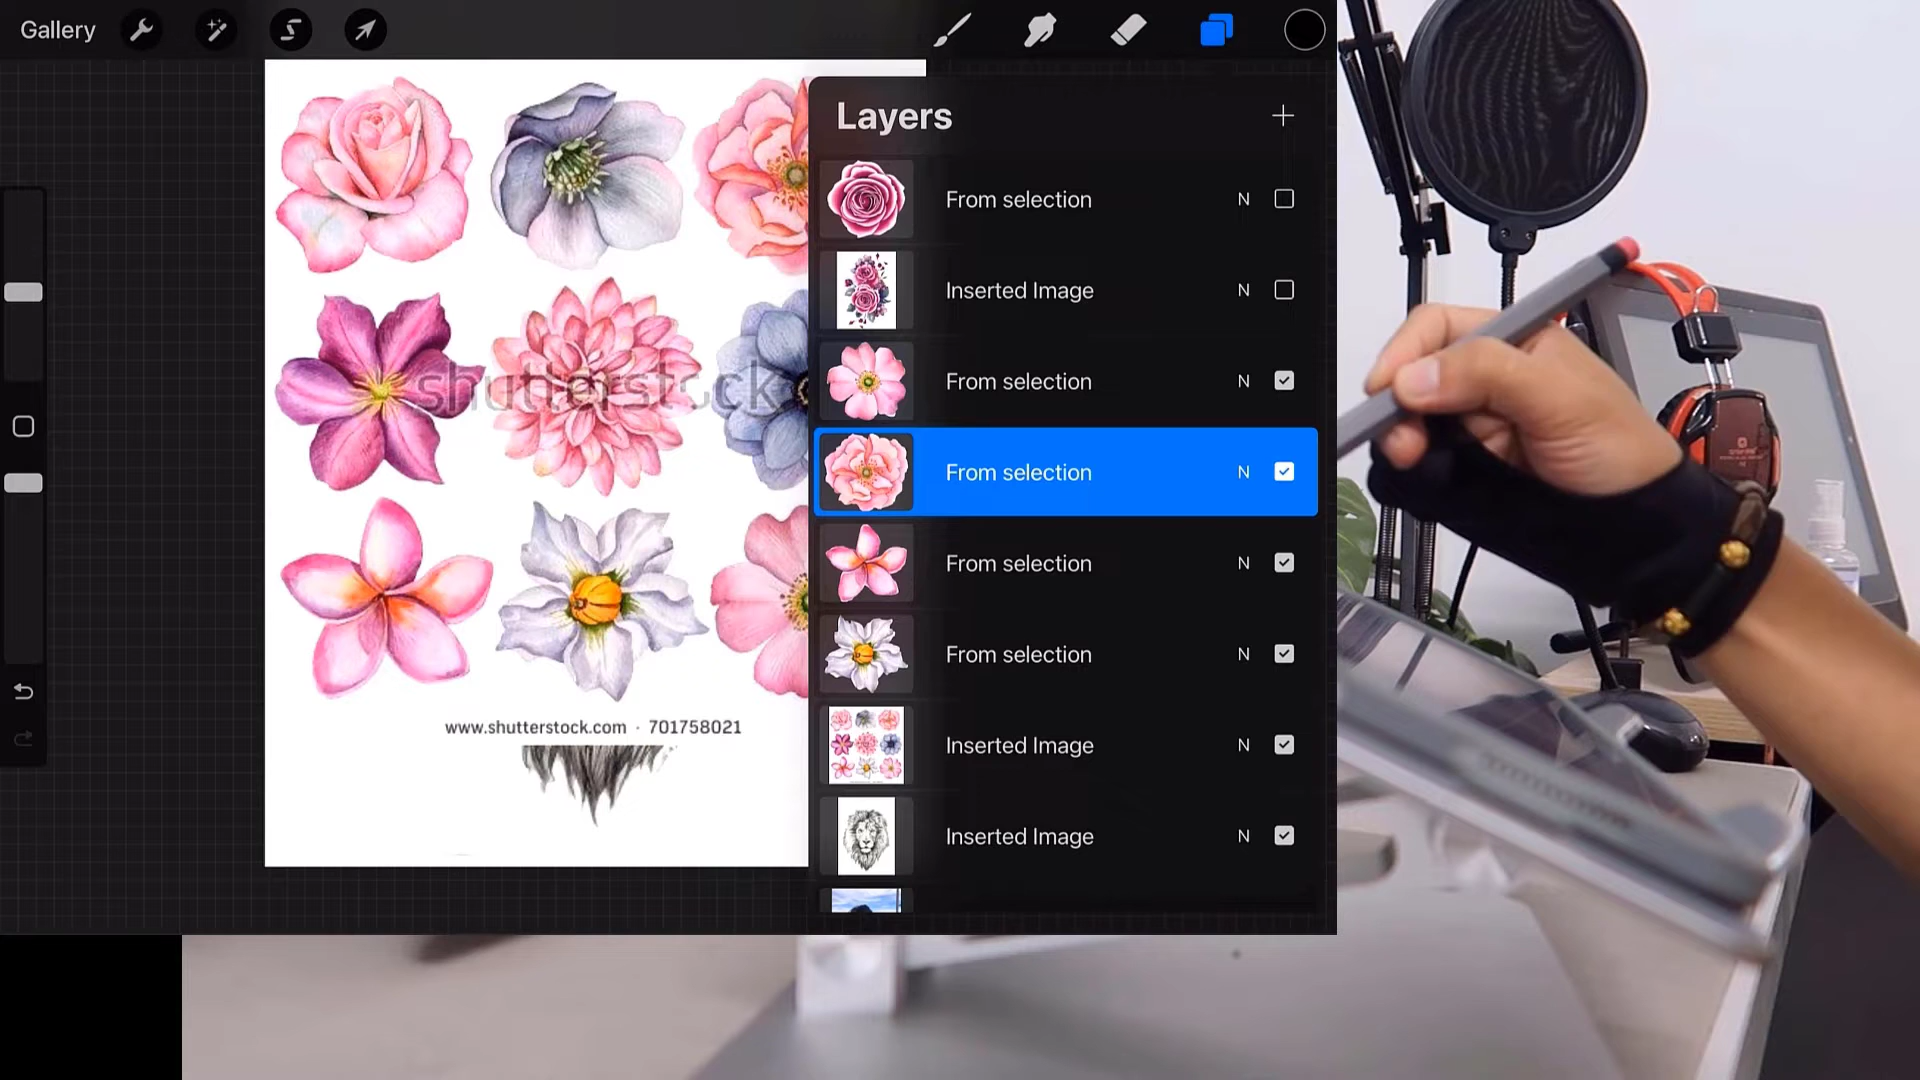 Gallery
Layers
From selection N
Inserted Image N
From selection N
From selection N
From selection N
From selection N
Inserted Image N
Inserted Image N
shutterstock
www.shutterstock.com · 701758021